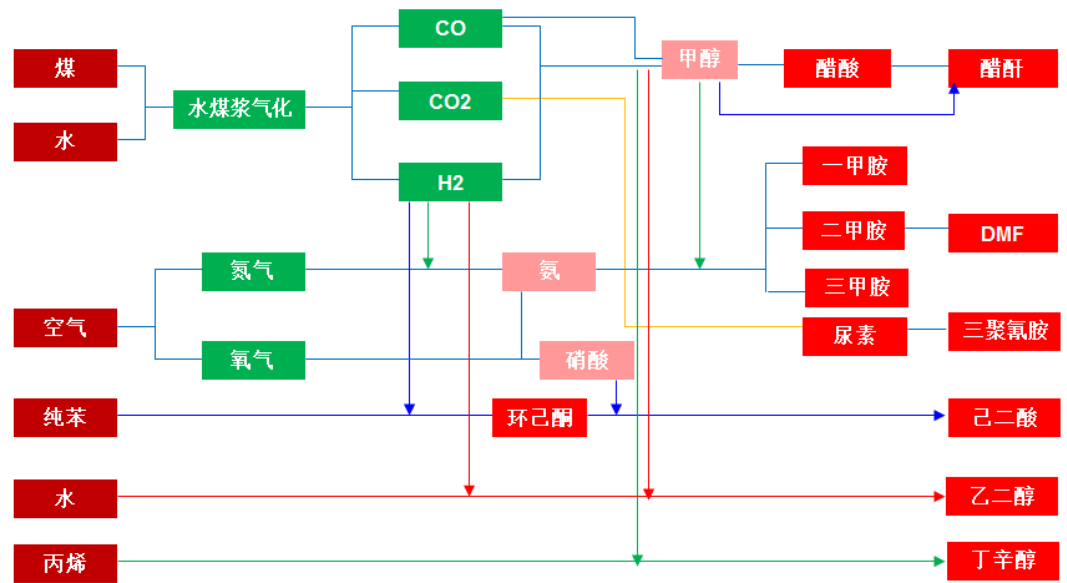 煤
水
水煤浆气化
CO
CO2
H2
甲醇
醋酸
醋酐
一甲胺
二甲胺
DMF
三甲胺
空气
氮气
氧气
氨
硝酸
尿素
三聚氰胺
纯苯
环己酮
己二酸
水
乙二醇
丙烯
丁辛醇